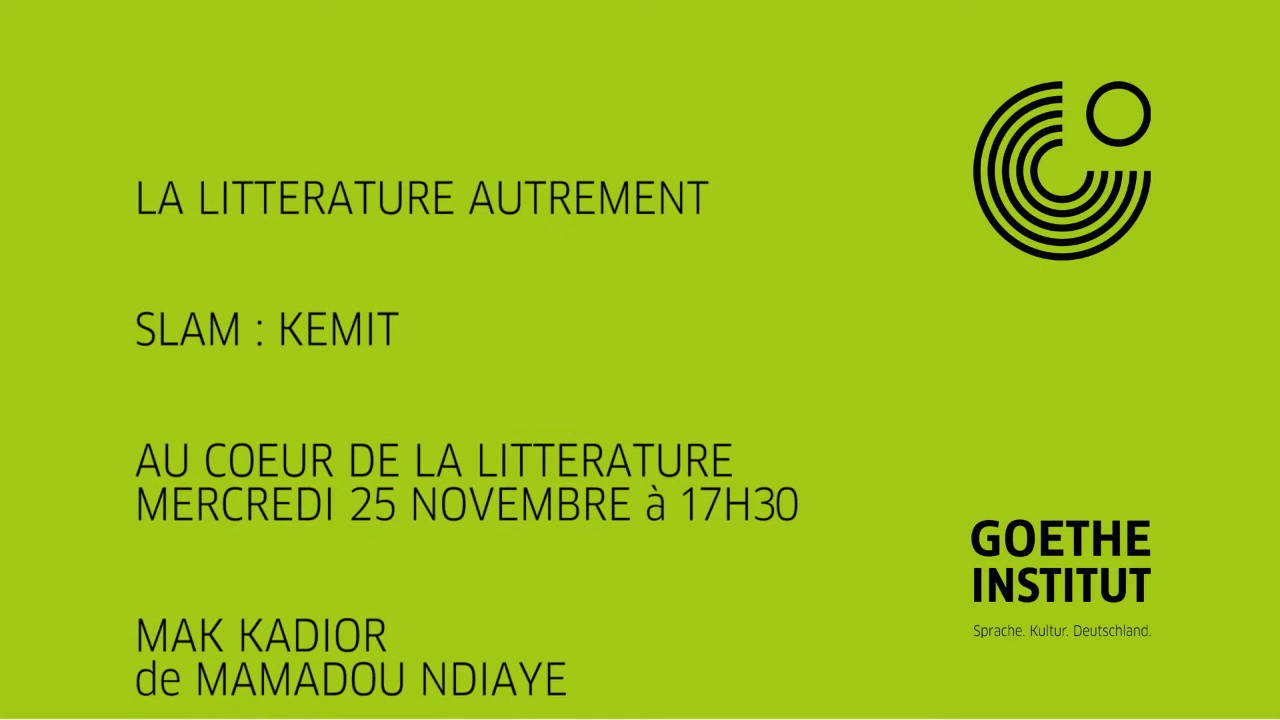 LA LITTERATURE AUTREMENT
SLAM : KEMIT
AU COEUR DE LA LITTERATURE
MERCREDI 25 NOVEMBRE à 17H30
MAK KADIOR
de MAMADOU NDIAYE
GOETHE
INSTITUT
Sprache. Kultur. Deutschland.